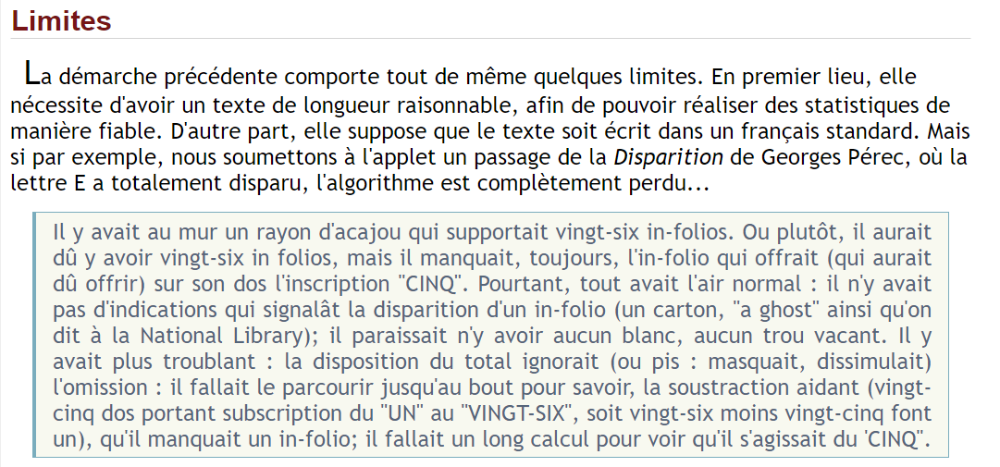 Limites
La démarche précédente comporte tout de même quelques limites. En premier lieu, elle
nécessite d'avoir un texte de longueur raisonnable, afin de pouvoir réaliser des statistiques de
manière fiable. D'autre part, elle suppose que le texte soit écrit dans un français standard. Mais
si par exemple, nous soumettons à l'applet un passage de la Disparition de Georges Pérec, où la
lettre E a totalement disparu, l'algorithme est complètement perdu...
Il y avait au mur un rayon d'acajou qui supportait vingt-six in-folios. Ou plutôt, il aurait
dû y avoir vingt-six in folios, mais il manquait, toujours, l'in-folio qui offrait (qui aurait
dû offrir) sur son dos l'inscription "CINQ". Pourtant, tout avait l'air normal : il n'y avait
pas d'indications qui signalât la disparition d'un in-folio (un carton, "a ghost" ainsi qu'on
dit à la National Library); il paraissait n'y avoir aucun blanc, aucun trou vacant. Il y
avait plus troublant : la disposition du total ignorait (ou pis : masquait, dissimulait)
l'omission : il fallait le parcourir jusqu'au bout pour savoir, la soustraction aidant (vingt-
cinq dos portant subscription du "UN" au "VINGT-SIX", soit vingt-six moins vingt-cinq font
un), qu'il manquait un in-folio; il fallait un long calcul pour voir qu'il s'agissait du 'CINQ".